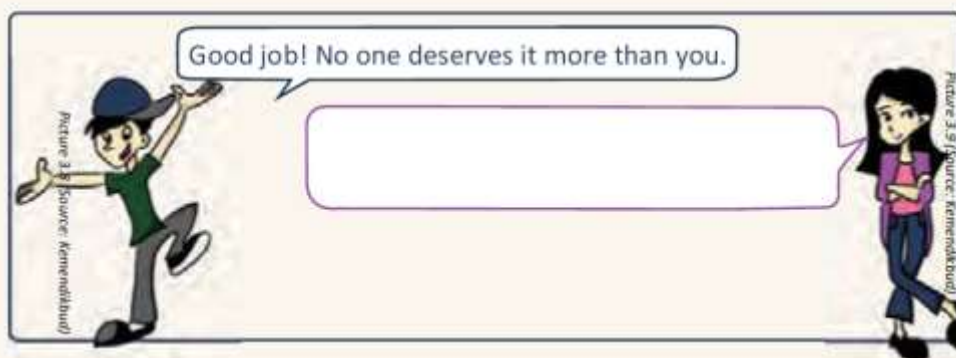 Good job! No one deserves it more than you.
Picture 3.8 (Source: Kemendikbud)
Picture 3.9 (Source: Kemendikbud)